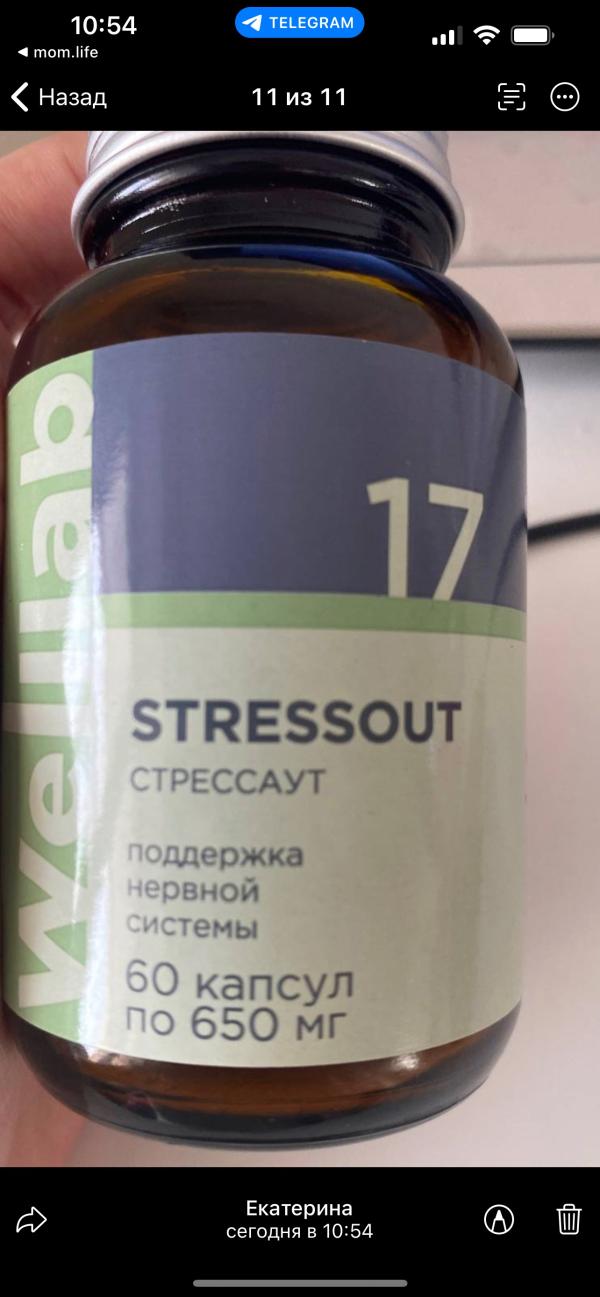 10:54
TELEGRAM
mom.life
Назад
11 из 11
wellab
17
STRESSOUT
СТРЕССАУТ
поддержка
нервной
системы
60 капсул
по 650 мг
Екатерина
сегодня в 10:54